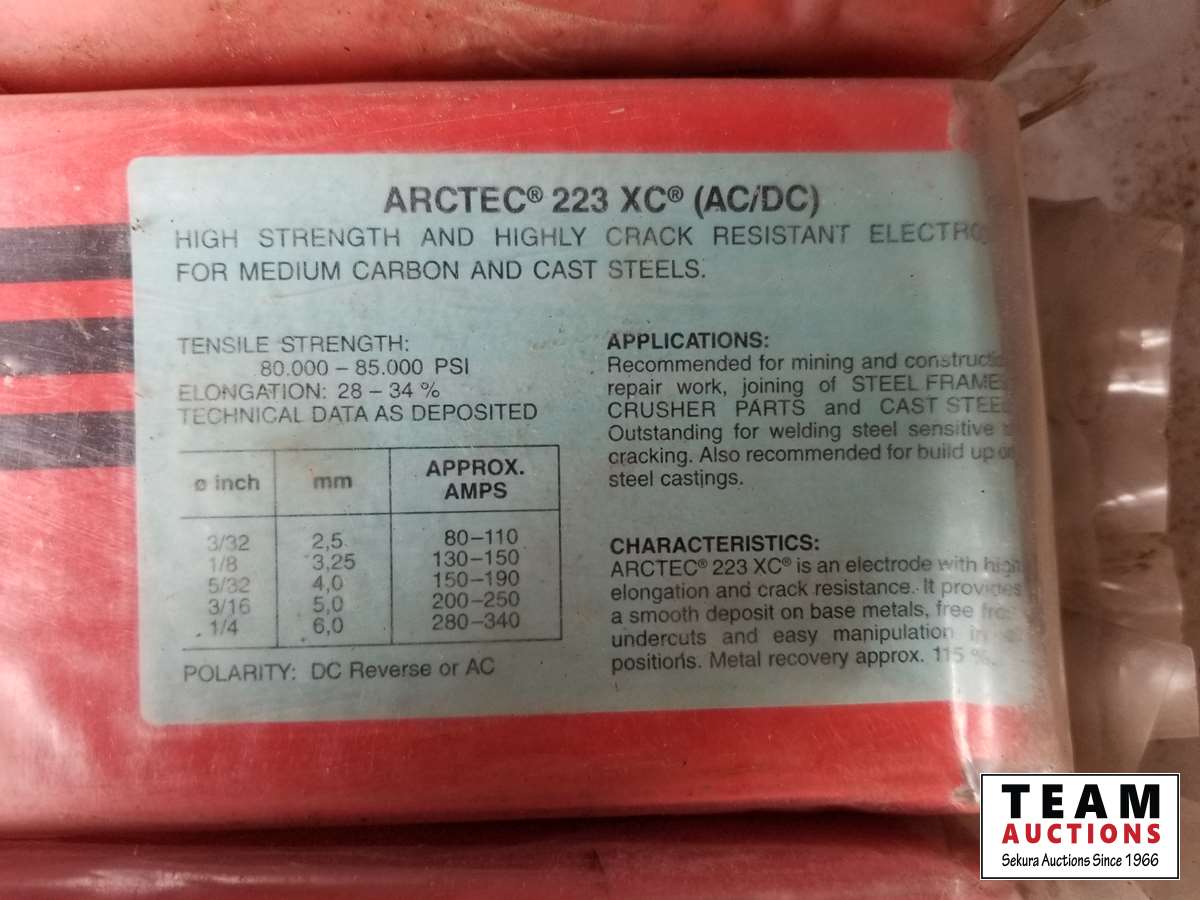 ARCTEC® 223 XC® (AC/DC)
HIGH STRENGTH AND HIGHLY CRACK RESISTANT
FOR MEDIUM CARBON AND CAST STEELS.
TENSILE STRENGTH:
80.000 – 85.000 PSI
ELONGATION: 28 – 34 %
TECHNICAL DATA AS DEPOSITED
ø inch mm APPROX. AMPS
3/32 2,5 80–110
1/8 3,25 130–150
5/32 4,0 150–190
3/16 5,0 200–250
1/4 6,0 280–340
POLARITY: DC Reverse or AC
APPLICATIONS:
Recommended for mining and
repair work, joining of STEEL
CRUSHER PARTS and CAST
Outstanding for welding steel sensitive
cracking. Also recommended for build up on
steel castings.
CHARACTERISTICS:
ARCTEC® 223 XC® is an electrode with high
elongation and crack resistance. It provides
a smooth deposit on base metals, free
undercuts and easy manipulation in
positions. Metal recovery approx. 115 %.
TEAM
AUCTIONS
Sekura Auctions Since 1966